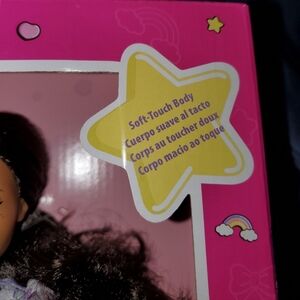 Soft-Touch Body
Cuerpo suave al tacto
Corps au toucher doux
Corpo macio ao toque